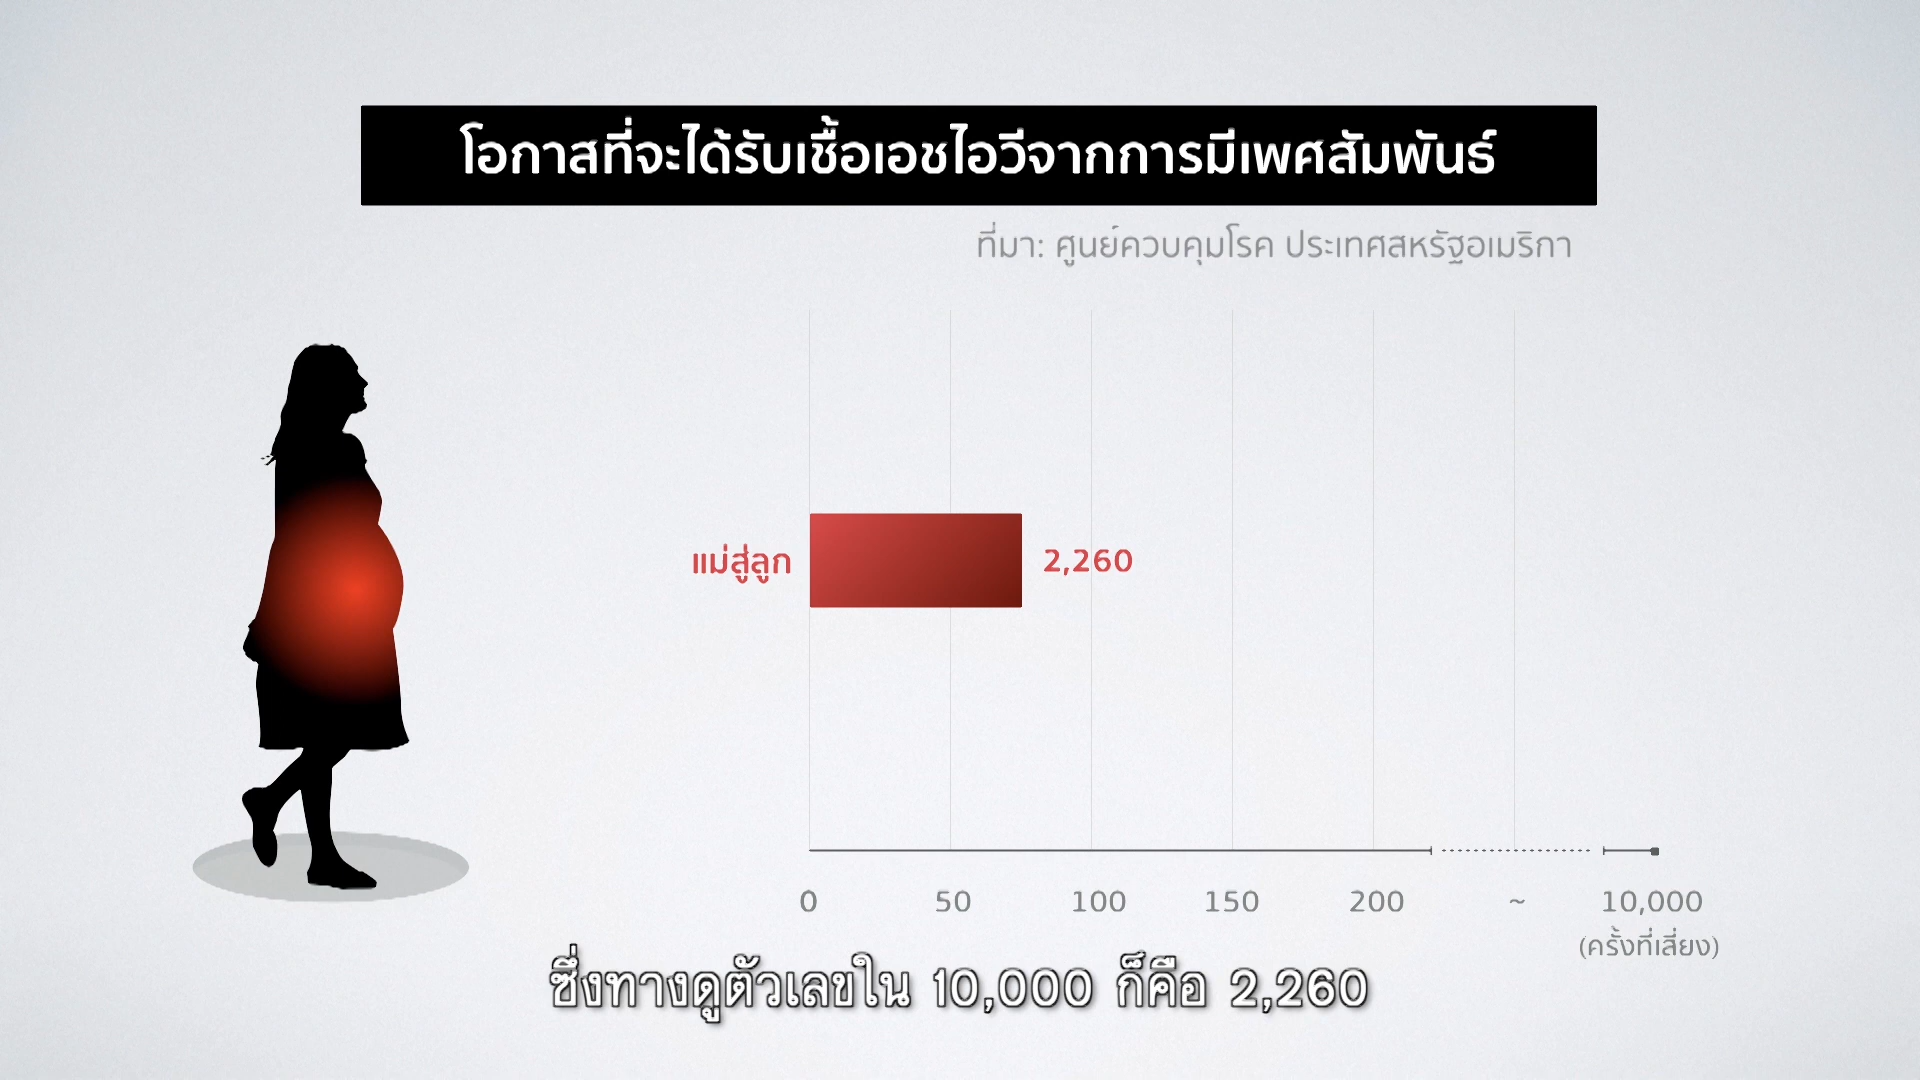 โอกาสที่จะได้รับเชื้อเอชไอวีจากการมีเพศสัมพันธ์
ที่มา: ศูนย์ควบคุมโรค ประเทศสหรัฐอเมริกา
แม่สู่ลูก 2,260
0 50 100 150 200 ~ 10,000
(ครั้งที่เสี่ยง)
ซึ่งทางดูตัวเลขใน 10,000 ก็คือ 2,260